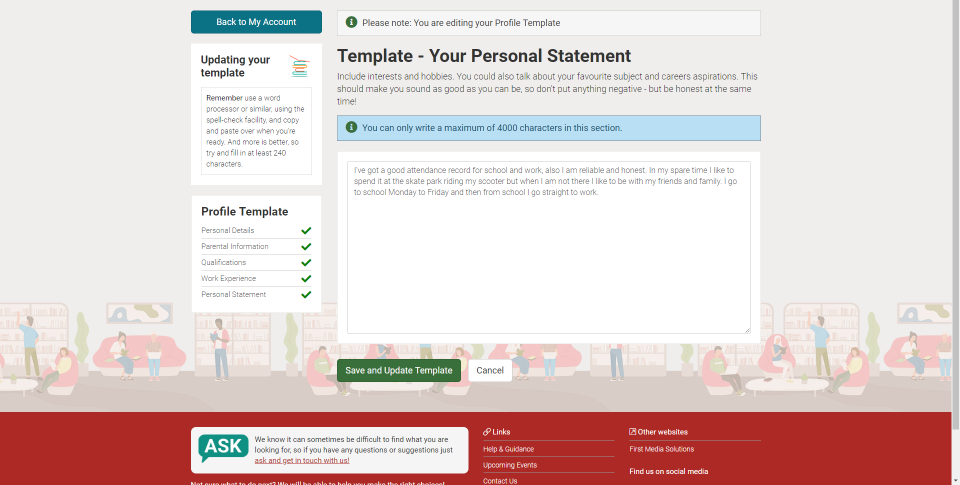 Back to My Account
Updating your
template
Remember use a word
processor or similar, using the
spell-check facility, and copy
and paste over when you're
ready. And more is better, so
try and fill in at least 240
characters.
Profile Template
Personal Details
Parental Information
Qualifications
Work Experience
Personal Statement
Please note: You are editing your Profile Template
Template - Your Personal Statement
Include interests and hobbies. You could also talk about your favourite subject and careers aspirations. This
should make you sound as good as you can be, so don't put anything negative - but be honest at the same
time!
You can only write a maximum of 4000 characters in this section.
I've got a good attendance record for school and work, also I am reliable and honest. In my spare time I like to
spend it at the skate park riding my scooter but when I am not there I like to be with my friends and family. I go
to school Monday to Friday and then from school I go straight to work.
Save and Update Template
Cancel
ASK
We know it can sometimes be difficult to find what you are
looking for, so if you have any questions or suggestions just
ask and get in touch with us!
Not sure what to do next? We will be able to help you make the right choices!
Links
Help & Guidance
Upcoming Events
Contact Us
Other websites
First Media Solutions
Find us on social media